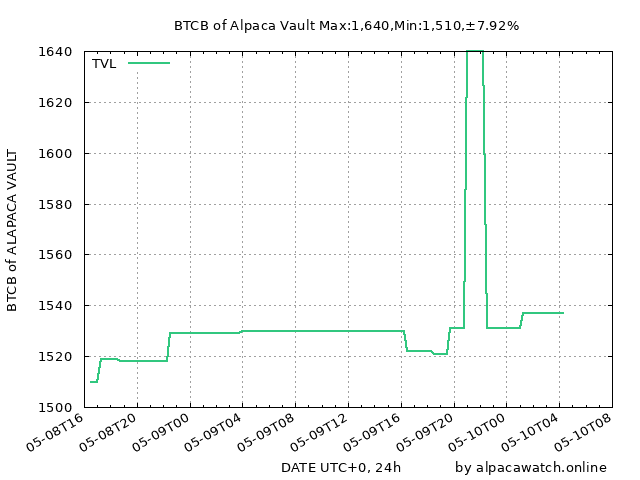 BTCB of Alpaca Vault Max:1,640,Min:1,510,±7.92%
TVL
1640
1620
1600
1580
1560
1540
1520
1500
BTCB of ALAPACA VAULT
05-08T16
05-08T20
05-09T00
05-09T04
05-09T08
05-09T12
05-09T16
05-09T20
05-10T00
05-10T04
05-10T08
DATE UTC+0, 24h
by alpacawatch.online